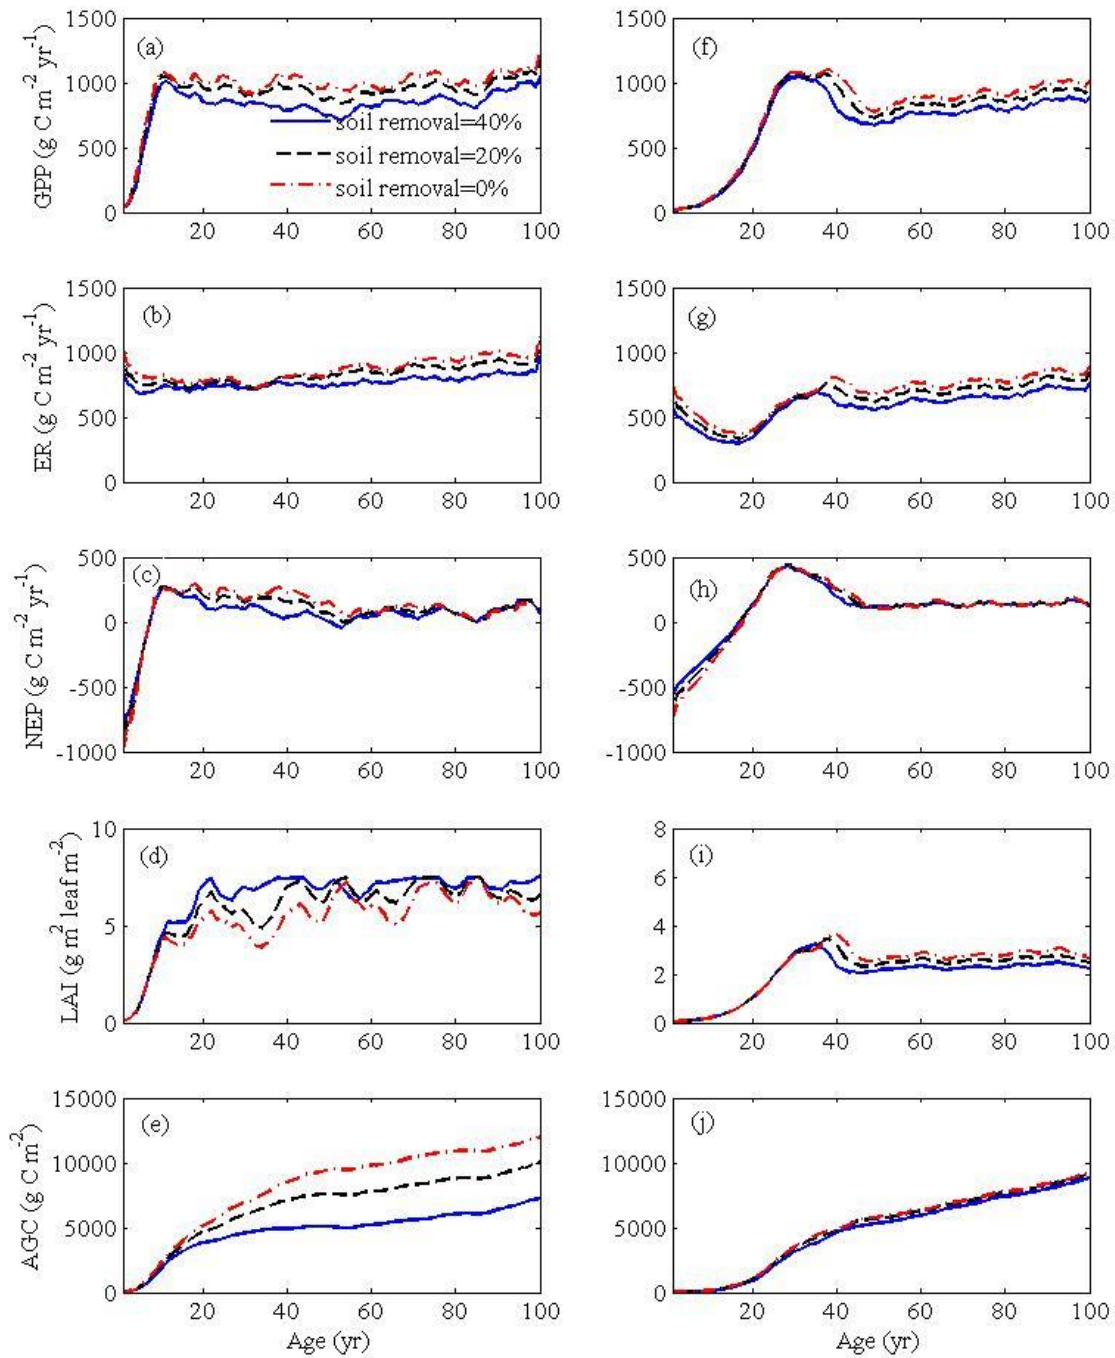 (a)
(f)
GPP (g C m⁻² yr⁻¹)
1500
1000
500
0
soil removal=40%
soil removal=20%
soil removal=0%
20 40 60 80 100
1500
1000
500
0
20 40 60 80 100
(b)
(g)
ER (g C m⁻² yr⁻¹)
1500
1000
500
0
20 40 60 80 100
1500
1000
500
0
20 40 60 80 100
(c)
(h)
NEP (g C m⁻² yr⁻¹)
500
0
-500
-1000
20 40 60 80 100
500
0
-500
-1000
20 40 60 80 100
(d)
(i)
LAI (g m² leaf m⁻²)
10
5
0
20 40 60 80 100
8
6
4
2
0
20 40 60 80 100
(e)
(j)
AGC (g C m⁻²)
15000
10000
5000
0
20 40 60 80 100
Age (yr)
15000
10000
5000
0
20 40 60 80 100
Age (yr)